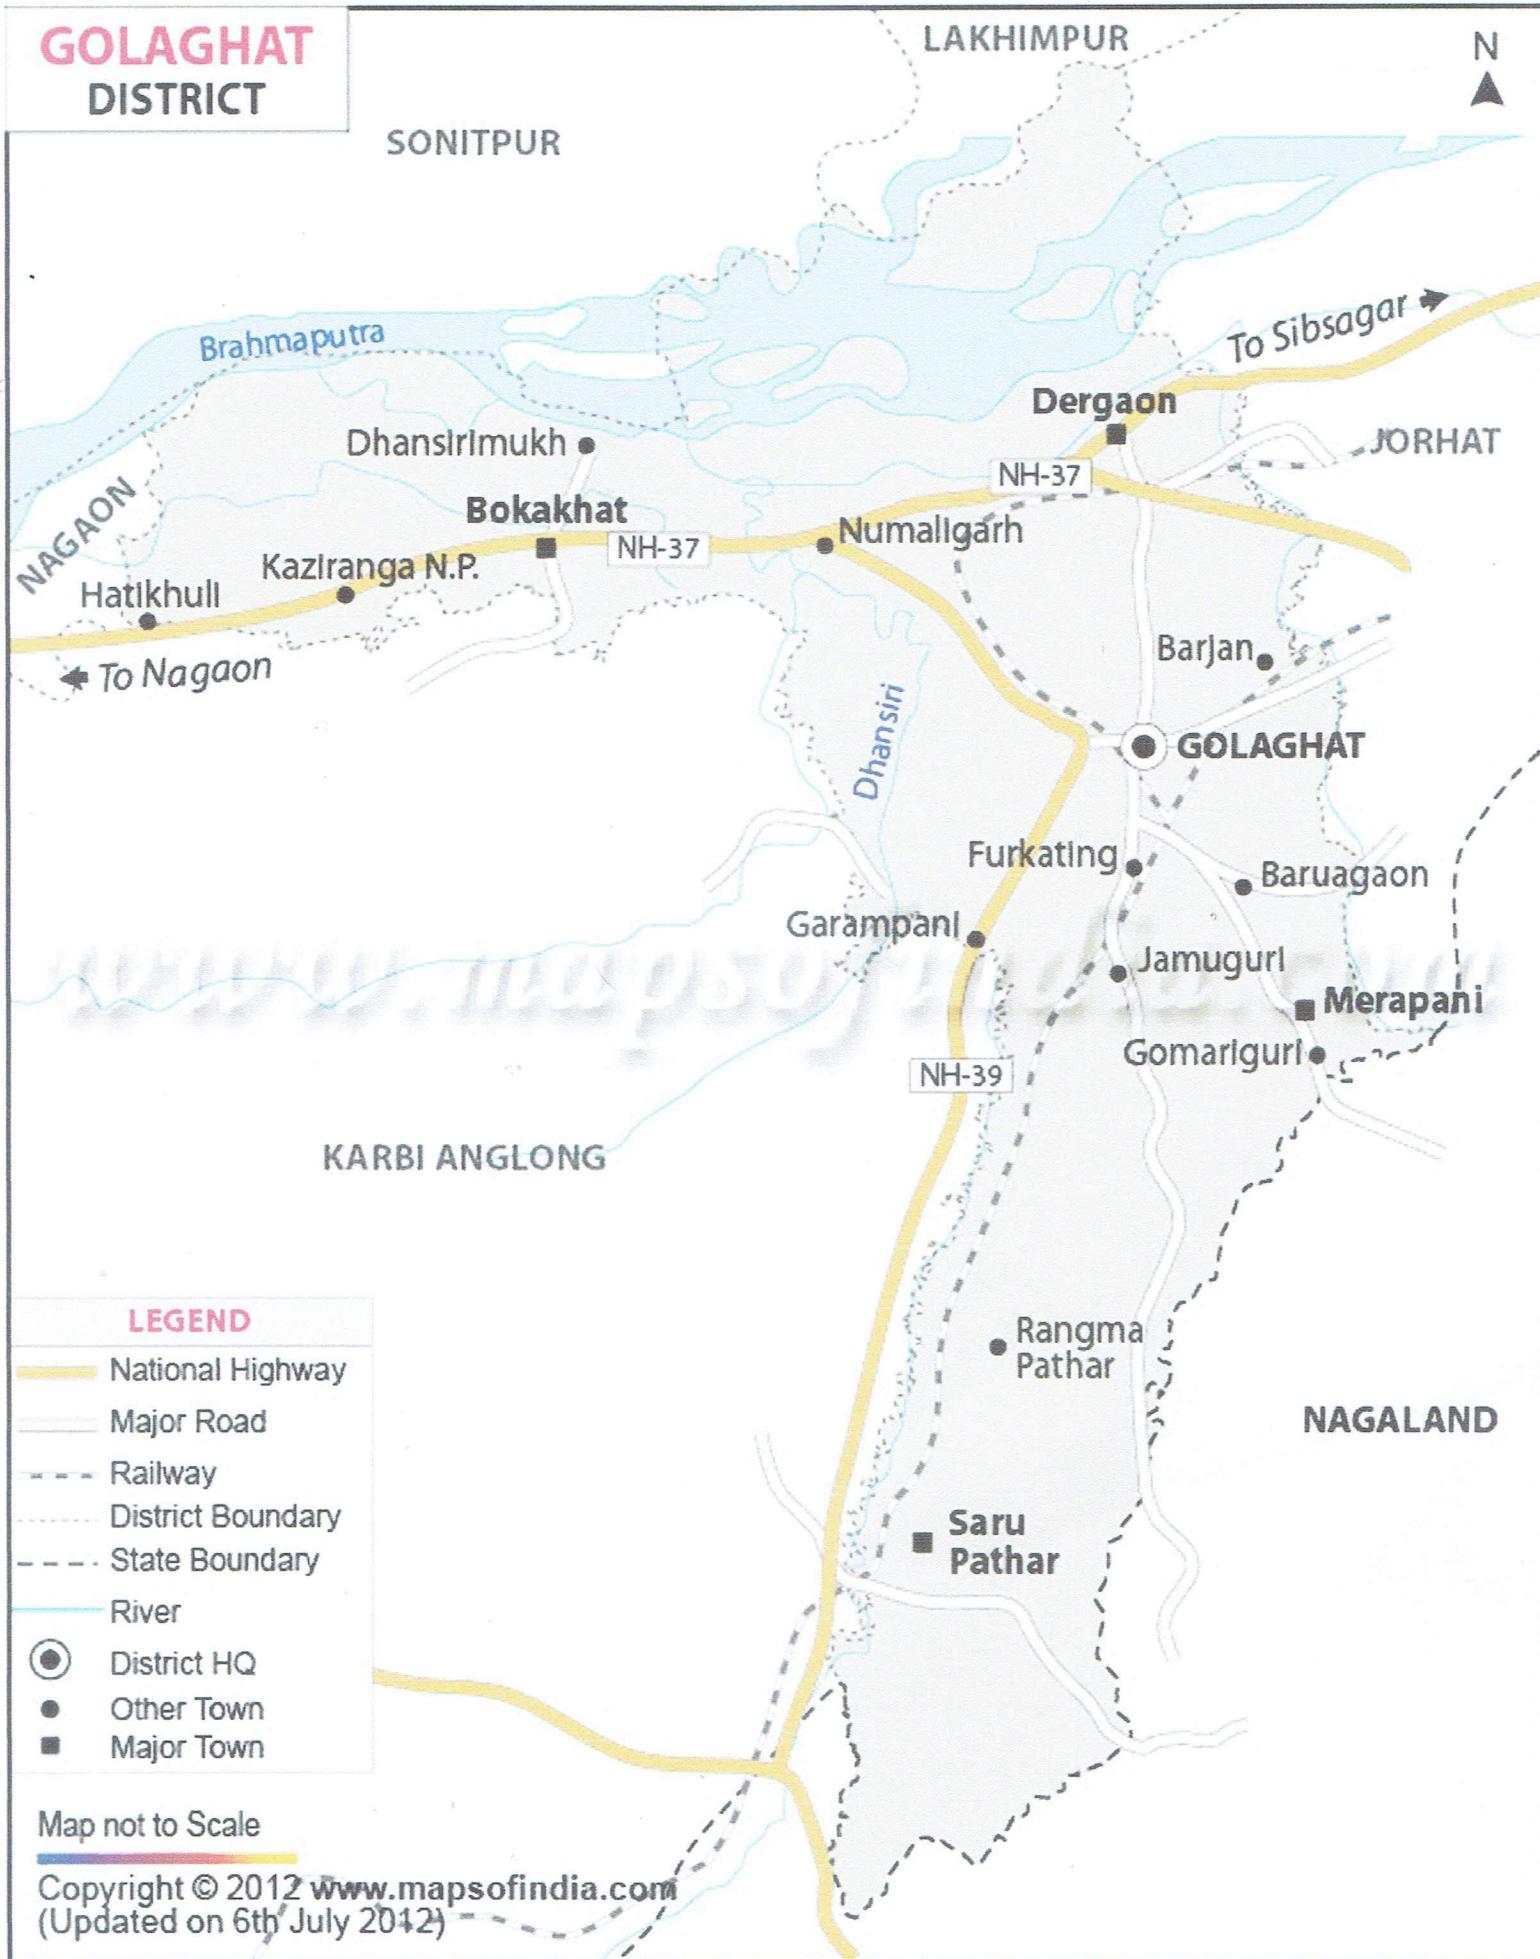 GOLAGHAT
DISTRICT
LAKHIMPUR
N
SONITPUR
Brahmaputra
To Sibsagar
Dergaon
JORHAT
Dhansirimukh
NH-37
NAGAON
Bokakhat
Numaligarh
NH-37
Kaziranga N.P.
Hatikhuli
To Nagaon
Barjan
Dhansiri
GOLAGHAT
Furkating
Baruagaon
Garampani
Jamuguri
www.mapsofindia.com
Merapani
Gomariguri
NH-39
KARBI ANGLONG
Rangma
Pathar
NAGALAND
Saru
Pathar
LEGEND
National Highway
Major Road
Railway
District Boundary
State Boundary
River
District HQ
Other Town
Major Town
Map not to Scale
Copyright © 2012 www.mapsofindia.com
(Updated on 6th July 2012)